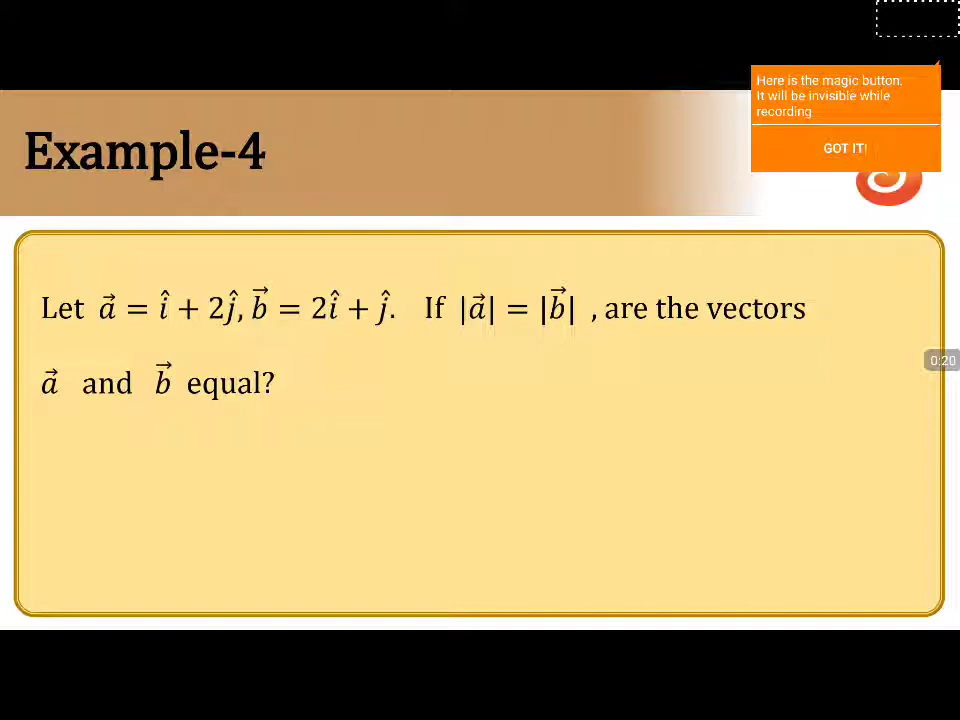 Here is the magic button.
It will be invisible while
recording
GOT IT!
Example-4
Let a⃗ = î + 2ĵ, b⃗ = 2î + ĵ. If |a⃗| = |b⃗| , are the vectors
0:20
a⃗ and b⃗ equal?